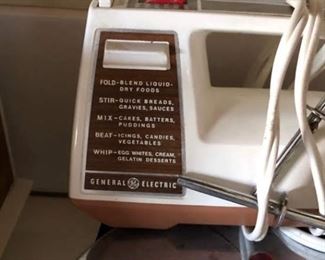 FOLD-BLEND LIQUID-
DRY FOODS
STIR-QUICK BREADS,
GRAVIES, SAUCES
MIX-CAKES, BATTERS,
PUDDINGS
BEAT-ICINGS, CANDIES,
VEGETABLES
WHIP-EGG WHITES, CREAM,
GELATIN DESSERTS
GENERAL GE ELECTRIC